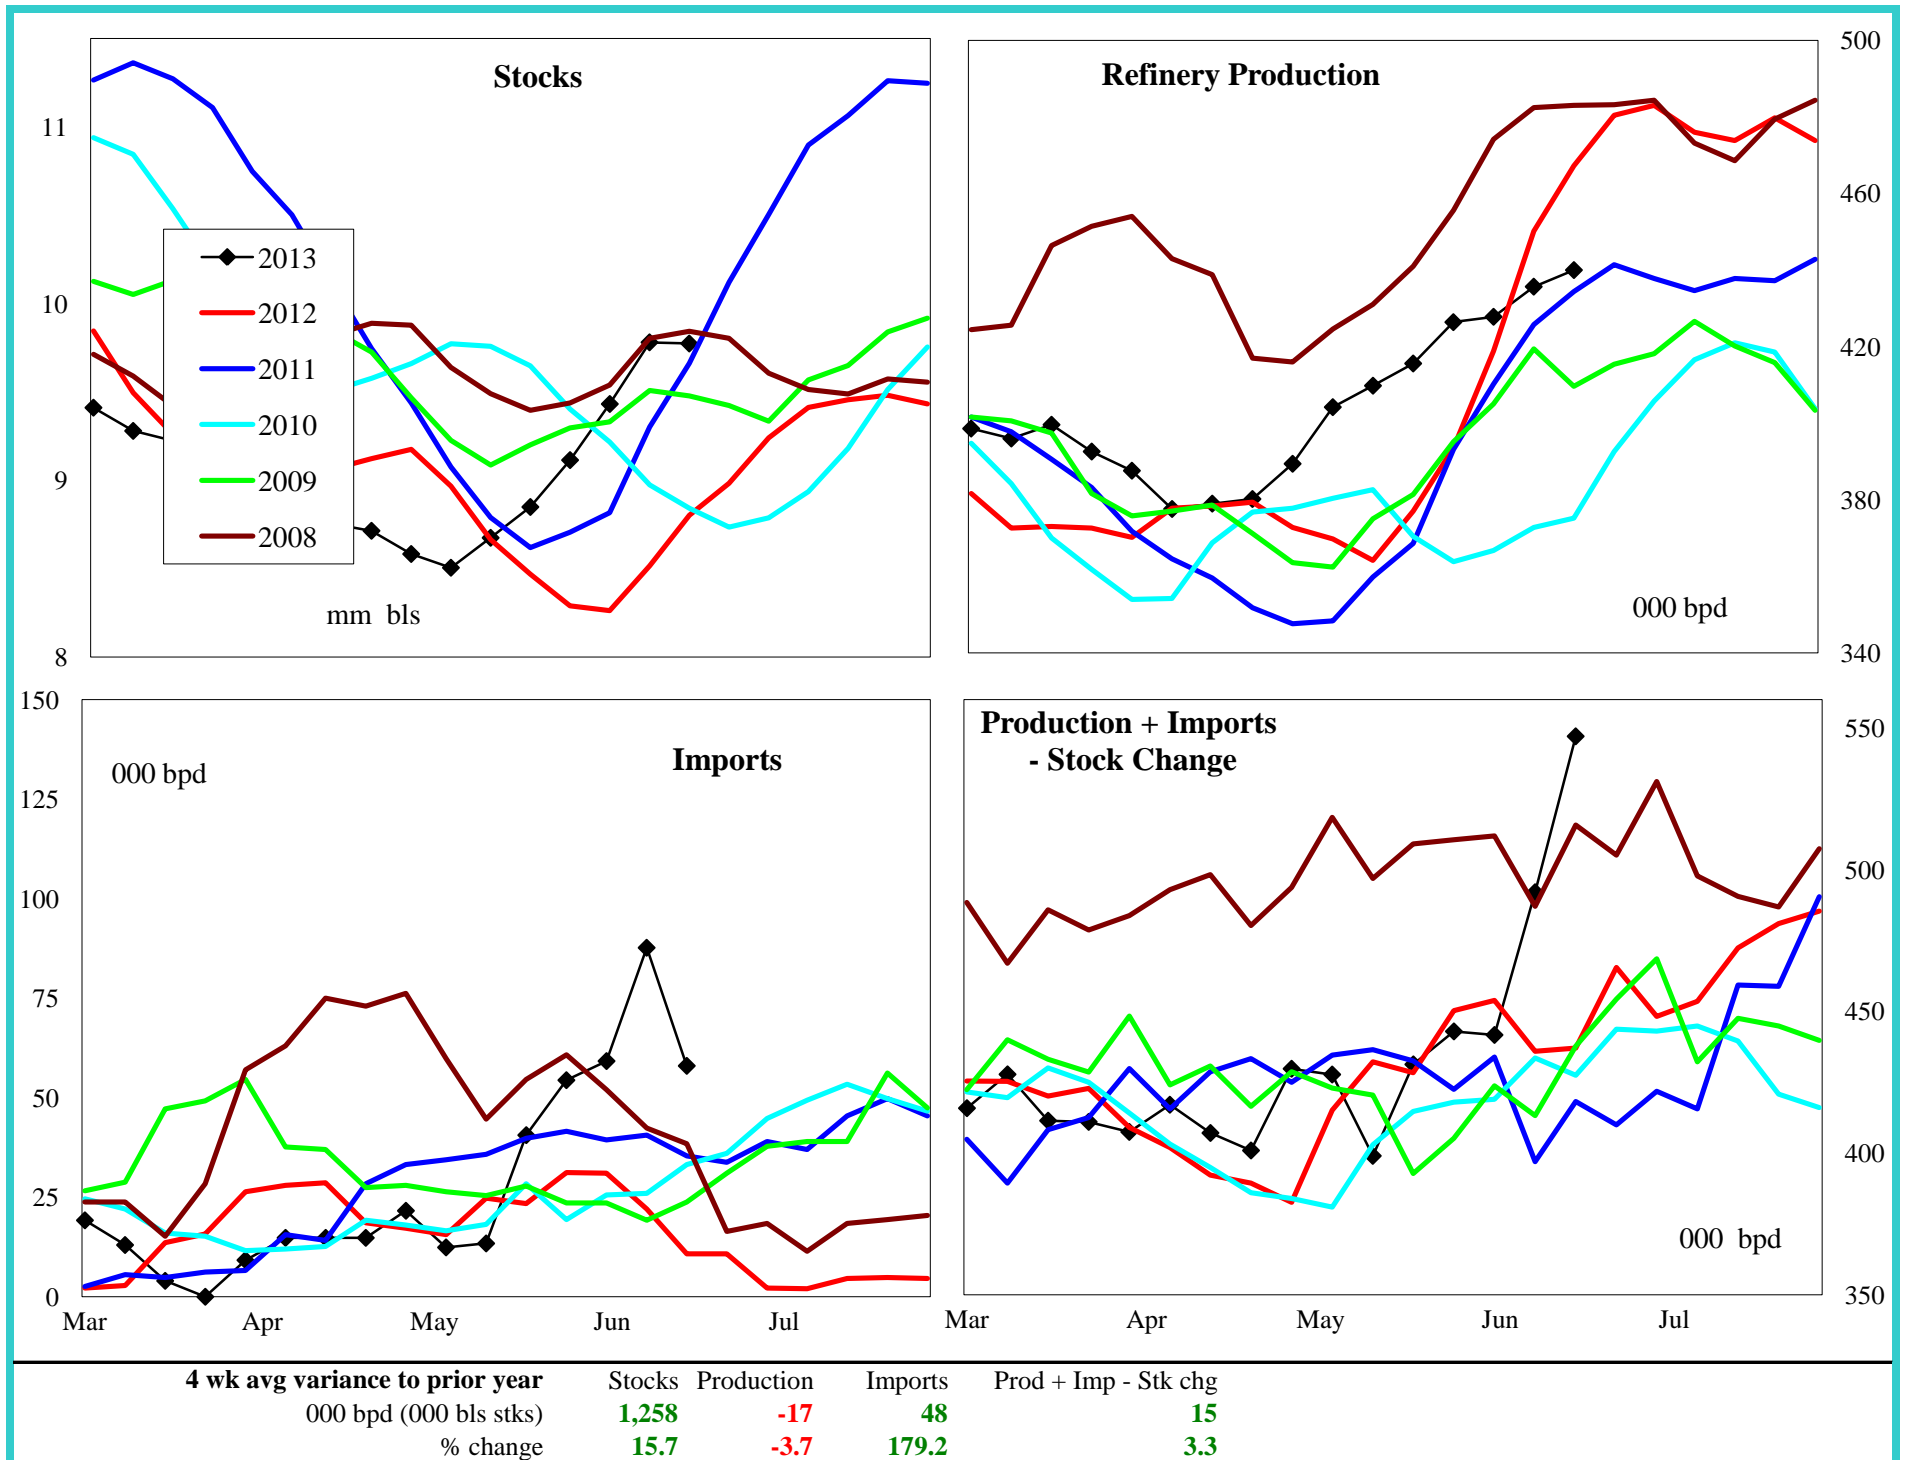 Stocks
11
10
9
8
2013
2012
2011
2010
2009
2008
mm bls
Refinery Production
500
460
420
380
340
000 bpd
Imports
000 bpd
150
125
100
75
50
25
0
Mar Apr May Jun Jul
Production + Imports
- Stock Change
550
500
450
400
350
000 bpd
Mar Apr May Jun Jul
4 wk avg variance to prior year Stocks Production Imports Prod + Imp - Stk chg
000 bpd (000 bls stks) 1,258 -17 48 15
% change 15.7 -3.7 179.2 3.3